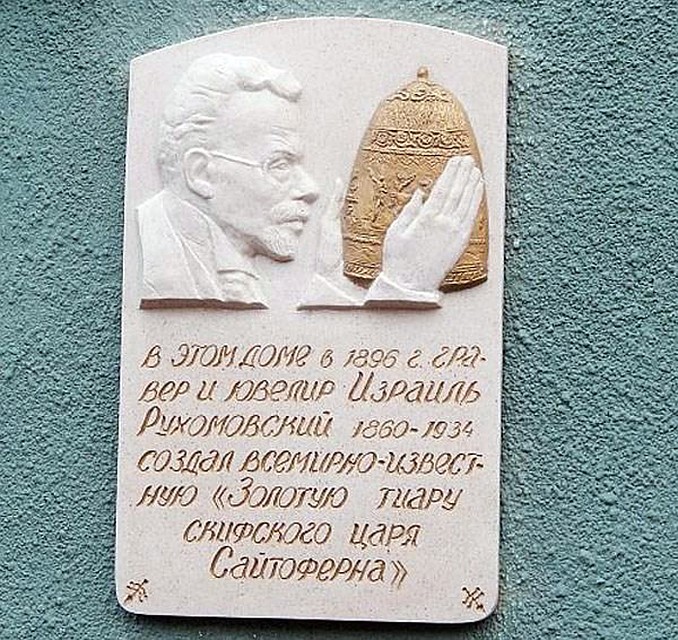 В ЭТОМ ДОМЕ В 1896 г. ГРА-
ВЕР И ЮВЕЛИР ИЗРАИЛЬ
РУХОМОВСКИЙ 1860-1934
СОЗДАЛ ВСЕМИРНО-ИЗВЕСТ-
НУЮ «ЗОЛОТУЮ ТИАРУ
СКИФСКОГО ЦАРЯ
САЙТОФЕРНА»